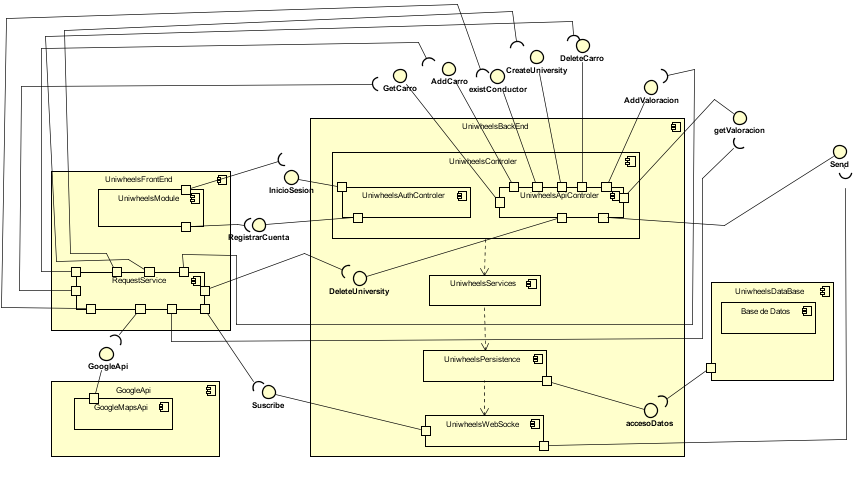 DeleteCarro
CreateUniversity
AddCarro
existConductor
GetCarro
AddValoracion
getValoracion
Send
UniwheelsBackEnd
UniwheelsControler
UniwheelsFrontEnd
UniwheelsModule
InicioSesion
UniwheelsAuthControler
UniwheelsApiControler
RegistrarCuenta
RequestService
DeleteUniversity
UniwheelsServices
UniwheelsDataBase
Base de Datos
GoogleApi
UniwheelsPersistence
GoogleApi
GoogleMapsApi
Suscribe
UniwheelsWebSocke
accesoDatos